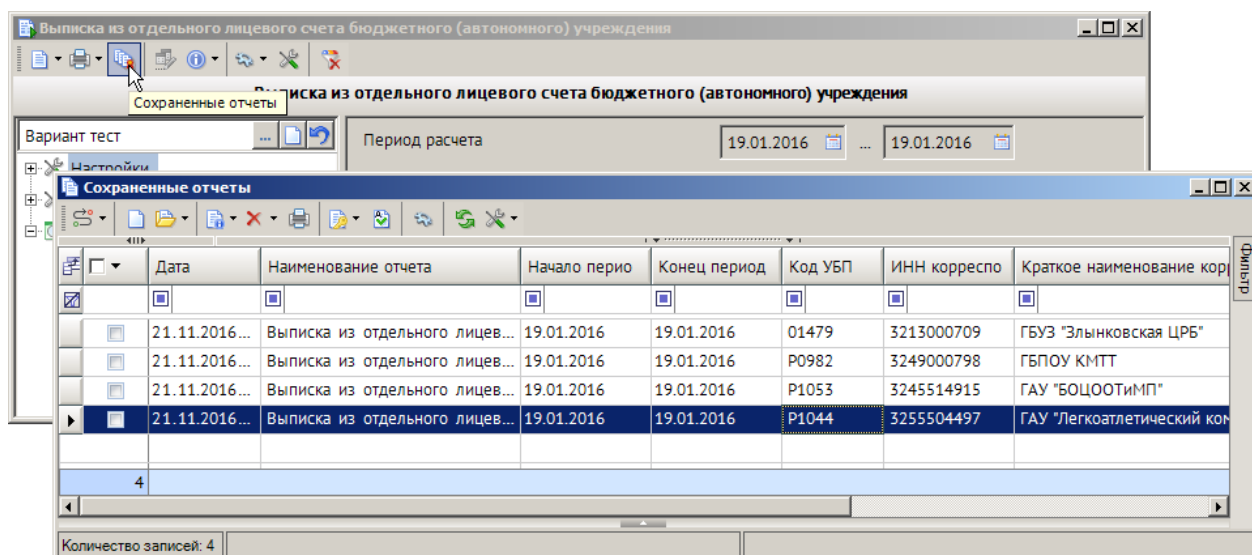 Выписка из отдельного лицевого счета бюджетного (автономного) учреждения
иска из отдельного лицевого счета бюджетного (автономного) учреждения
Сохраненные отчеты
Вариант тест ... Период расчета 19.01.2016 ... 19.01.2016
Настройки
Сохраненные отчеты
Дата Наименование отчета Начало перио Конец период Код УБП ИНН корреспо Краткое наименование кор
Фильтр
21.11.2016... Выписка из отдельного лицев... 19.01.2016 19.01.2016 01479 3213000709 ГБУЗ "Злынковская ЦРБ"
21.11.2016... Выписка из отдельного лицев... 19.01.2016 19.01.2016 P0982 3249000798 ГБПОУ КМТТ
21.11.2016... Выписка из отдельного лицев... 19.01.2016 19.01.2016 P1053 3245514915 ГАУ "БОЦООТиМП"
21.11.2016... Выписка из отдельного лицев... 19.01.2016 19.01.2016 P1044 3255504497 ГАУ "Легкоатлетический ком
4
Количество записей: 4